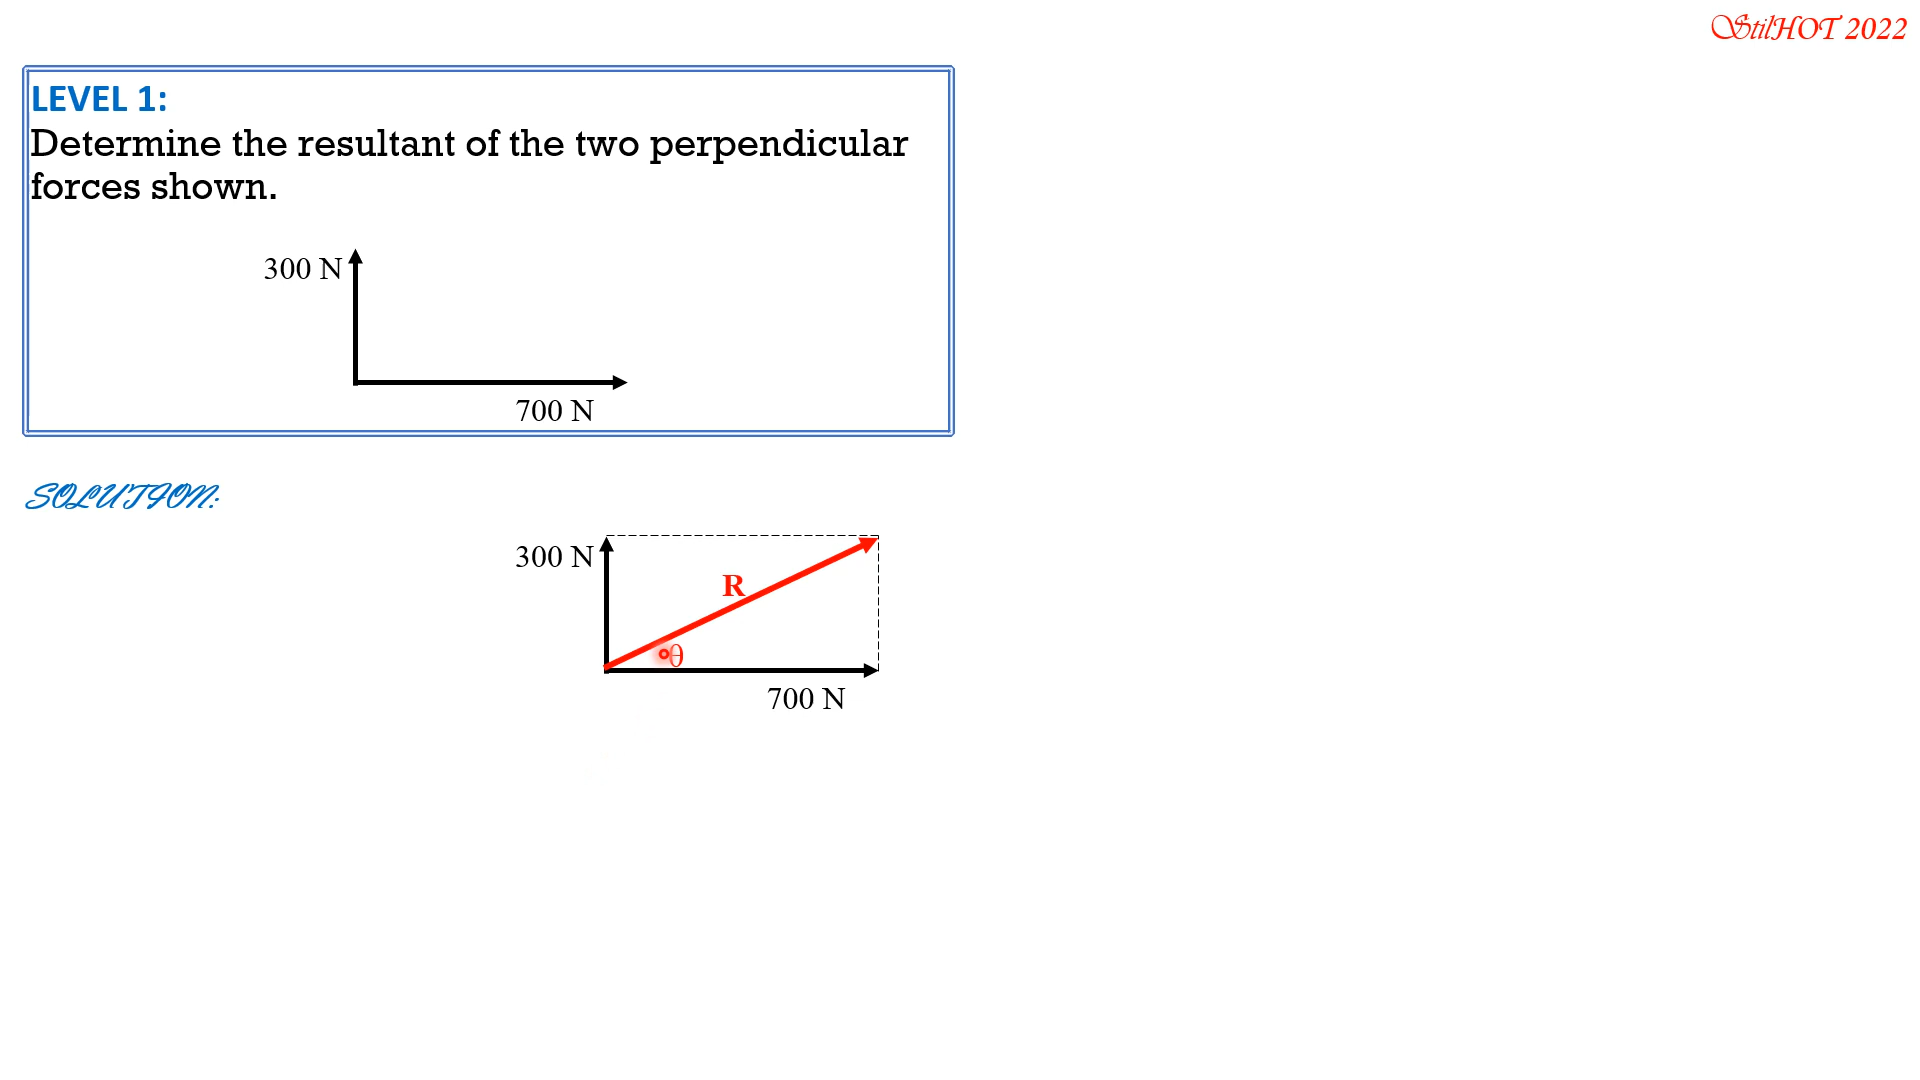 StilHOT 2022
LEVEL 1:
Determine the resultant of the two perpendicular
forces shown.
300 N
700 N
SOLUTION:
300 N
R
θ
700 N